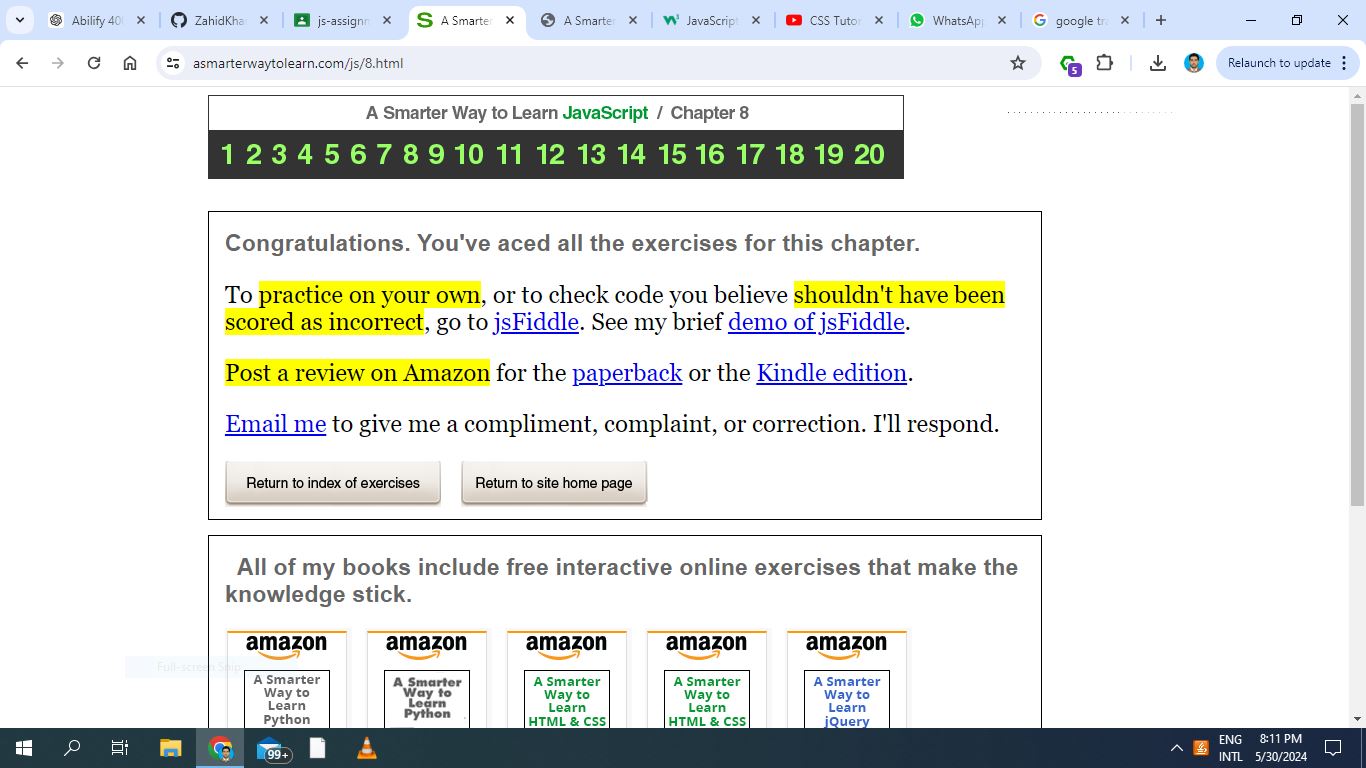 Abilify 40
ZahidKha
js-assignm
A Smarter
A Smarter
JavaScript
CSS Tutor
WhatsApp
google tra
asmarterwaytolearn.com/js/8.html
5
Relaunch to update
A Smarter Way to Learn JavaScript / Chapter 8
1 2 3 4 5 6 7 8 9 10 11 12 13 14 15 16 17 18 19 20
Congratulations. You've aced all the exercises for this chapter.
To practice on your own, or to check code you believe shouldn't have been
scored as incorrect, go to jsFiddle. See my brief demo of jsFiddle.
Post a review on Amazon for the paperback or the Kindle edition.
Email me to give me a compliment, complaint, or correction. I'll respond.
Return to index of exercises
Return to site home page
All of my books include free interactive online exercises that make the
knowledge stick.
amazon
A Smarter
Way to
Learn
Python
amazon
A Smarter
Way to
Learn
Python
amazon
A Smarter
Way to
Learn
HTML & CSS
amazon
A Smarter
Way to
Learn
HTML & CSS
amazon
A Smarter
Way to
Learn
jQuery
Full-screen Snip
99+
ENG
INTL
8:11 PM
5/30/2024